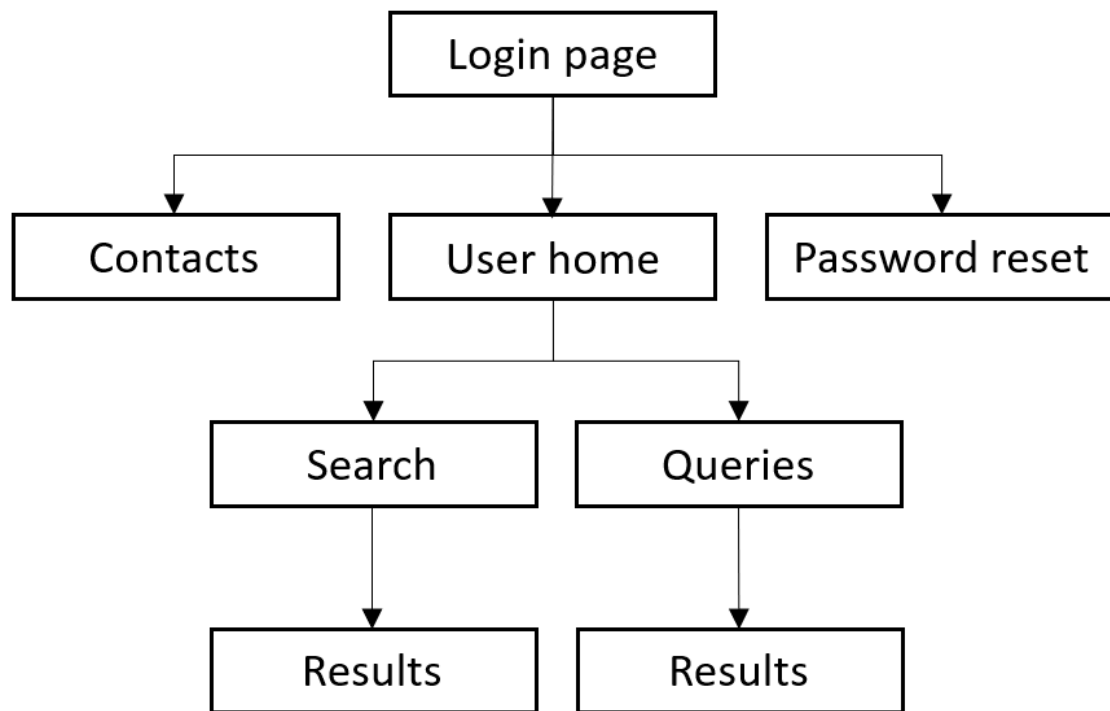 Login page
Contacts
User home
Password reset
Search
Queries
Results
Results